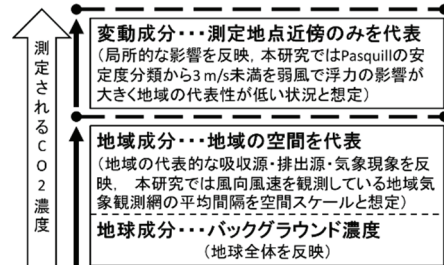 測定されるCO2濃度
変動成分･･･測定地点近傍のみを代表
(局所的な影響を反映，本研究ではPasquillの安
定度分類から3 m/s未満を弱風で浮力の影響が
大きく地域の代表性が低い状況と想定)
地域成分･･･地域の空間を代表
(地域の代表的な吸収源・排出源・気象現象を反
映， 本研究では風向風速を観測している地域気
象観測網の平均間隔を空間スケールと想定)
地球成分･･･バックグラウンド濃度
(地球全体を反映)